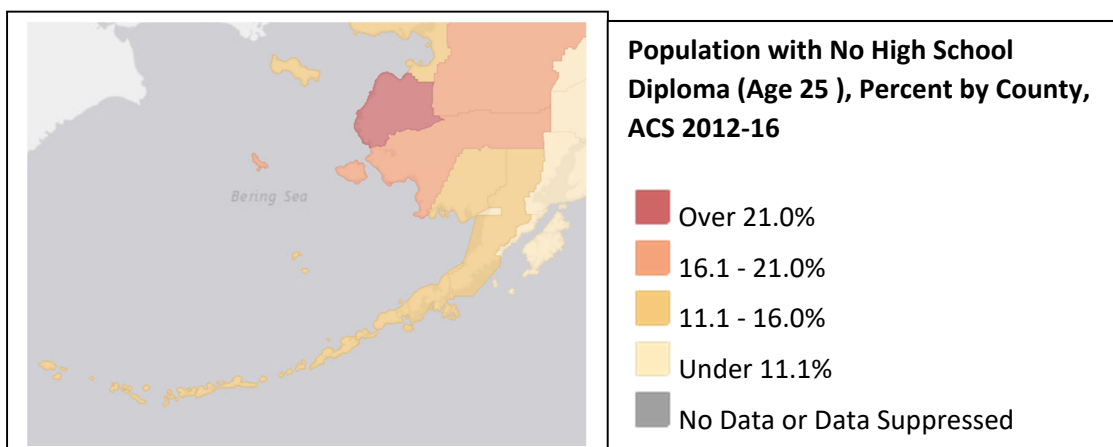 Population with No High School
Diploma (Age 25 ), Percent by County,
ACS 2012-16
Bering Sea
Over 21.0%
16.1 - 21.0%
11.1 - 16.0%
Under 11.1%
No Data or Data Suppressed